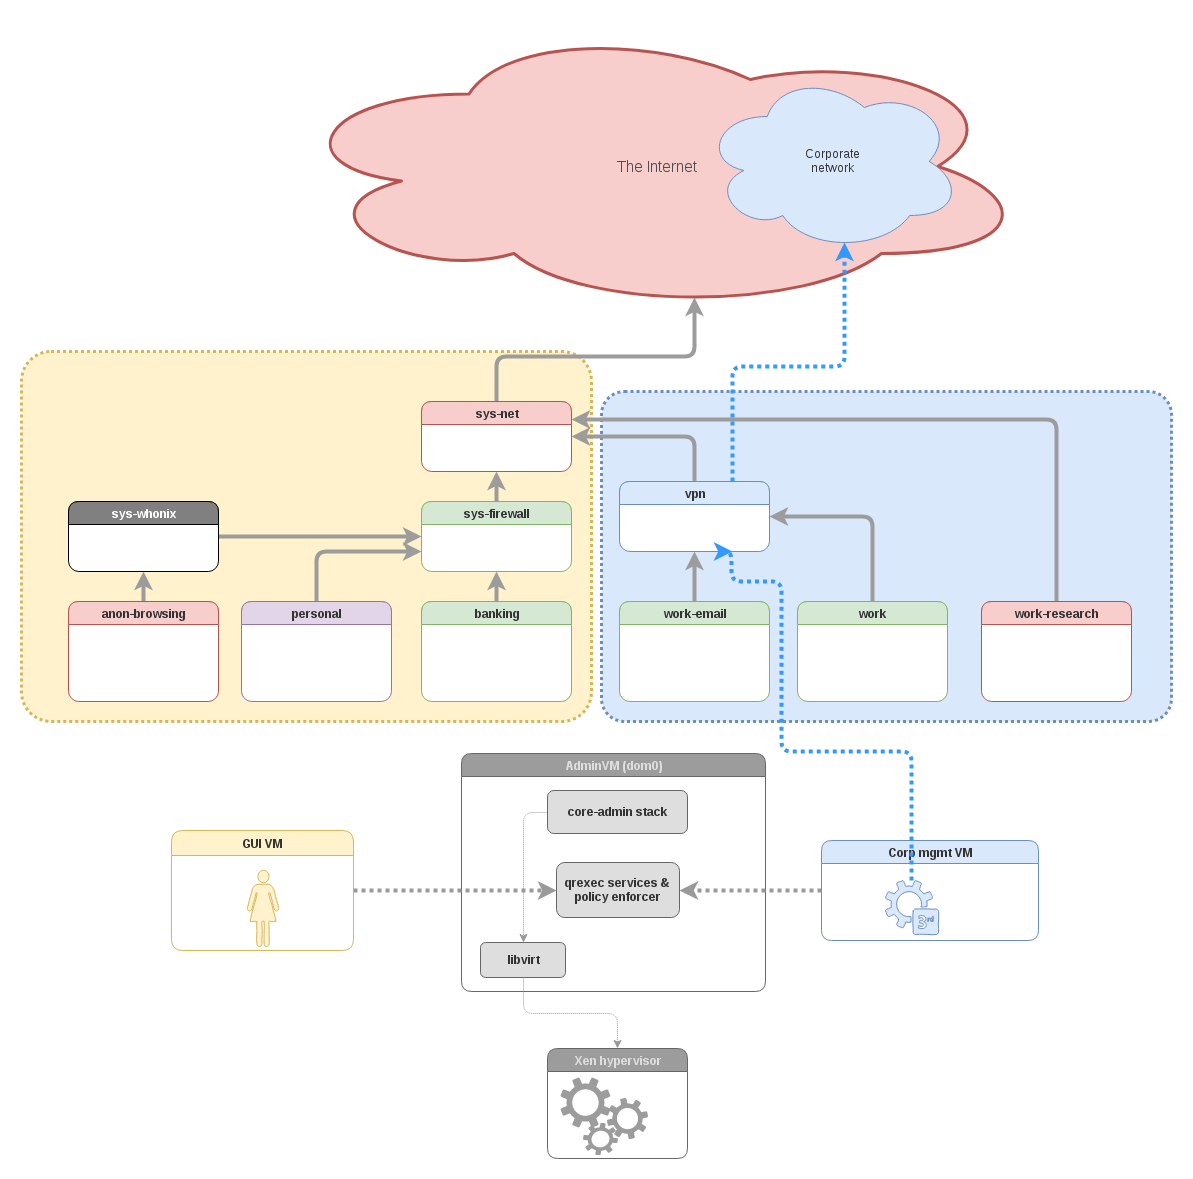 The Internet
Corporate
network
sys-net
vpn
sys-whonix
sys-firewall
anon-browsing
personal
banking
work-email
work
work-research
AdminVM (dom0)
core-admin stack
GUI VM
Corp mgmt VM
qrexec services &
policy enforcer
3rd
libvirt
Xen hypervisor